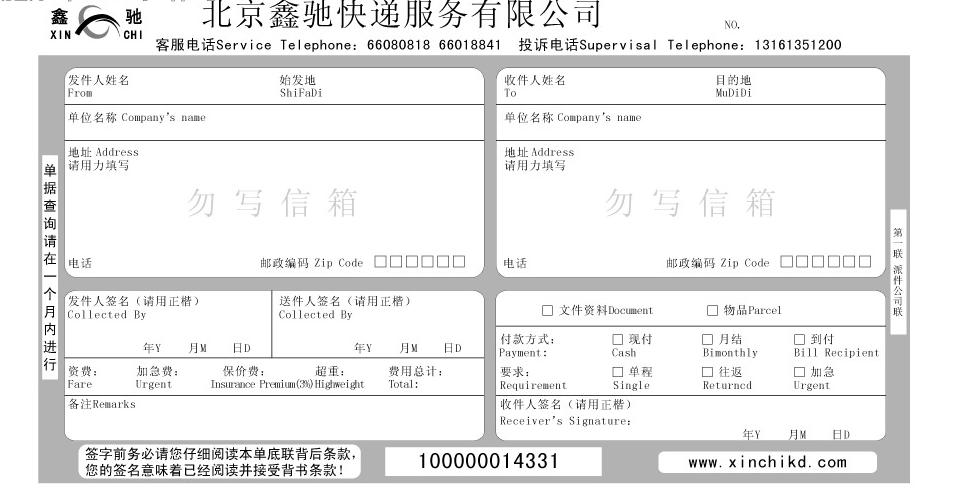 鑫 驰
XIN CHI
北京鑫驰快递服务有限公司
NO.
客服电话Service Telephone: 66080818 66018841 投诉电话Supervisal Telephone: 13161351200
单据查询请在一个月内进行
发件人姓名 始发地
From ShiFaDi
单位名称 Company's name
地址 Address
请用力填写
勿写信箱
电话 邮政编码 Zip Code □□□□□□
收件人姓名 目的地
To MuDiDi
单位名称 Company's name
地址 Address
请用力填写
勿写信箱
电话 邮政编码 Zip Code □□□□□□
第一联 派件公司联
发件人签名（请用正楷）
Collected By
年Y 月M 日D
送件人签名（请用正楷）
Collected By
年Y 月M 日D
资费: 加急费: 保价费: 超重: 费用总计:
Fare Urgent Insurance Premium(3%) Highweight Total:
备注Remarks
□ 文件资料Document □ 物品Parcel
付款方式: □ 现付 □ 月结 □ 到付
Payment: Cash Bimonthly Bill Recipient
要求: □ 单程 □ 往返 □ 加急
Requirement Single Returncd Urgent
收件人签名（请用正楷）
Receiver's Signature:
年Y 月M 日D
签字前务必请您仔细阅读本单底联背后条款,
您的签名意味着已经阅读并接受背书条款!
100000014331
www.xinchikd.com